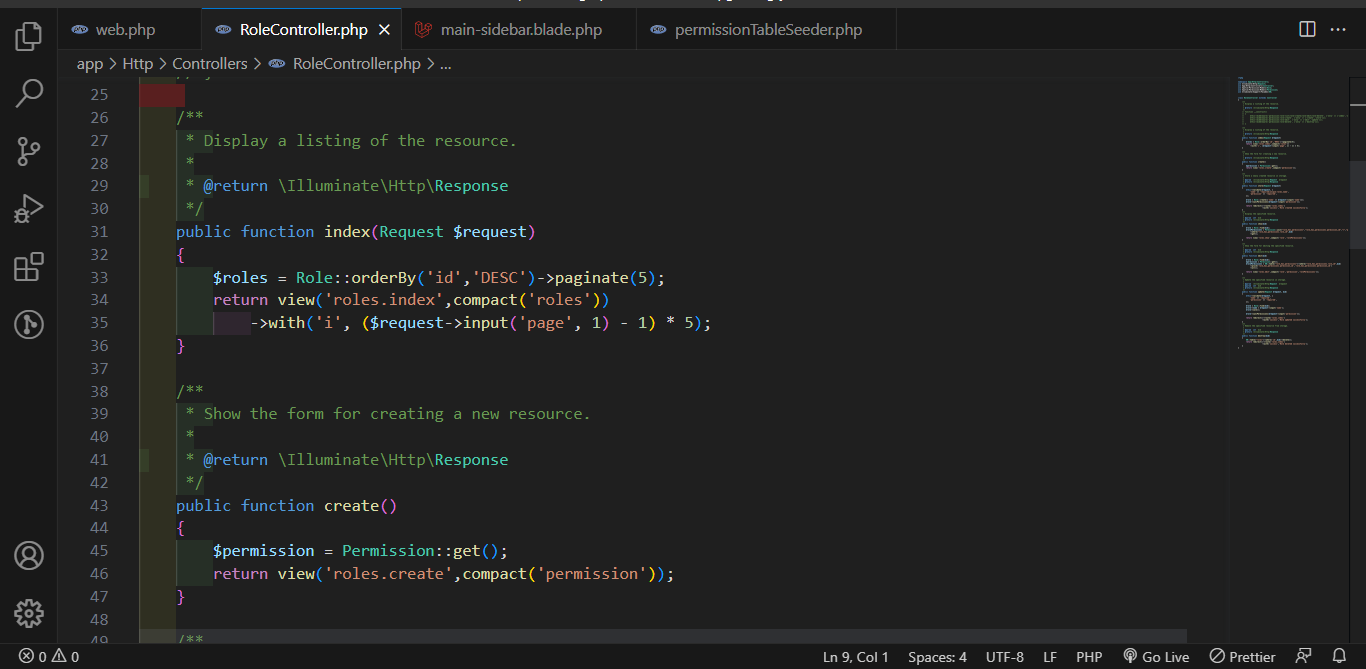 web.php
RoleController.php
main-sidebar.blade.php
permissionTableSeeder.php
app > Http > Controllers > RoleController.php > ...
25
26 /**
27 * Display a listing of the resource.
28 *
29 * @return \Illuminate\Http\Response
30 */
31 public function index(Request $request)
32 {
33 $roles = Role::orderBy('id','DESC')->paginate(5);
34 return view('roles.index',compact('roles'))
35 ->with('i', ($request->input('page', 1) - 1) * 5);
36 }
37
38 /**
39 * Show the form for creating a new resource.
40 *
41 * @return \Illuminate\Http\Response
42 */
43 public function create()
44 {
45 $permission = Permission::get();
46 return view('roles.create',compact('permission'));
47 }
48
49 /**
0 0 Ln 9, Col 1 Spaces: 4 UTF-8 LF PHP Go Live Prettier